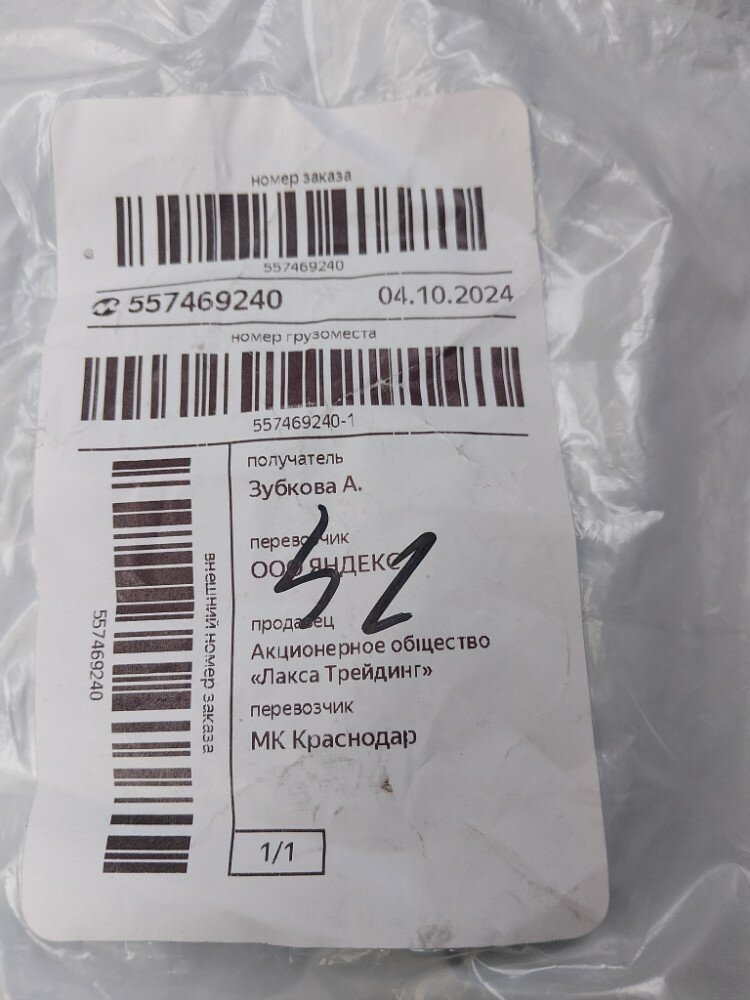 номер заказа
557469240
557469240 04.10.2024
номер грузоместа
557469240-1
получатель
Зубкова А.
перевозчик
ООО ЯНДЕКС
продавец
Акционерное общество
«Лакса Трейдинг»
перевозчик
МК Краснодар
1/1
внешний номер заказа
557469240